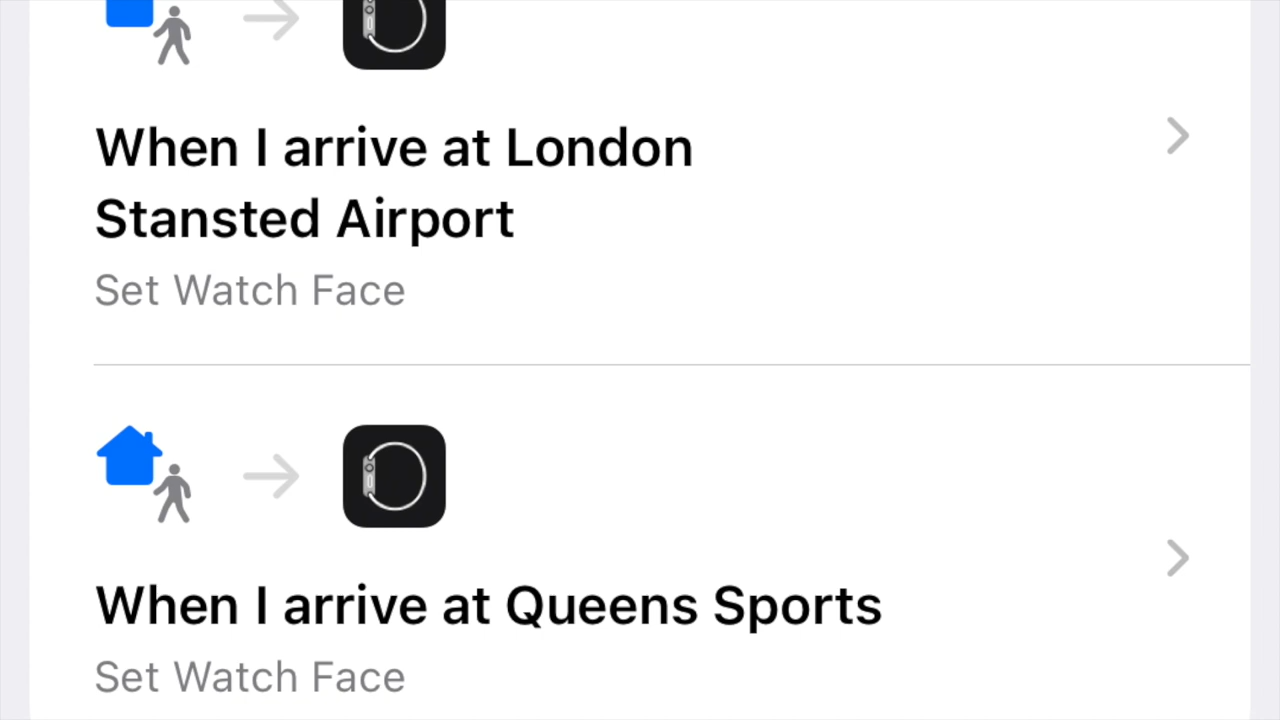 When I arrive at London
Stansted Airport
Set Watch Face
When I arrive at Queens Sports
Set Watch Face